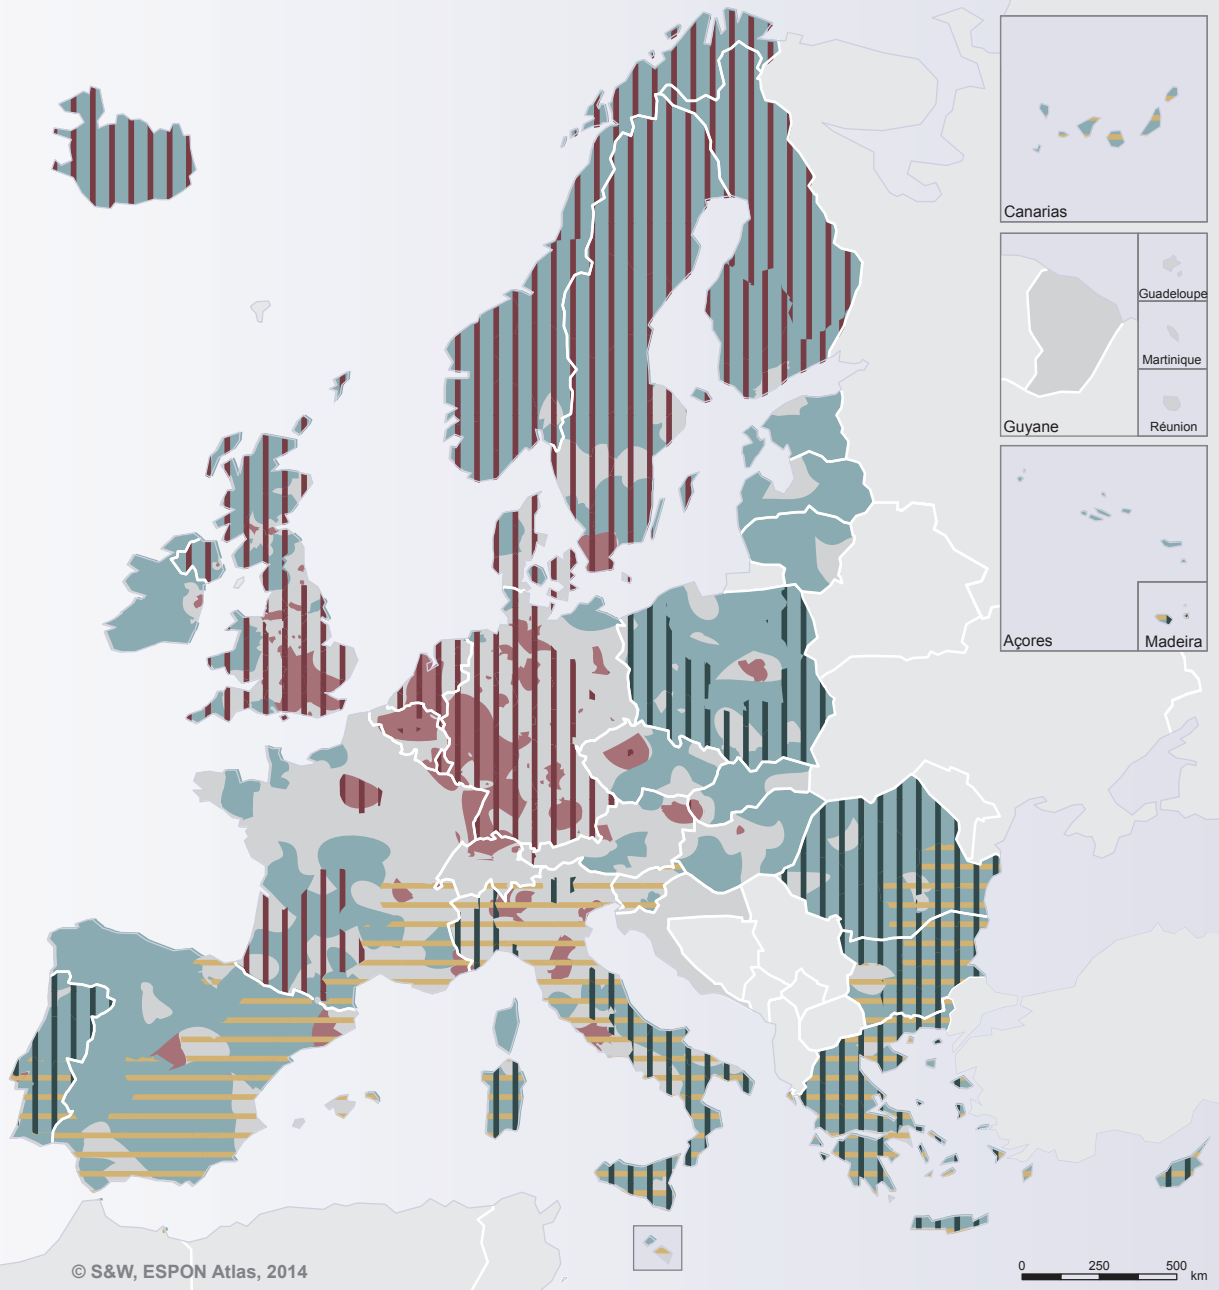 Canarias
Guadeloupe
Martinique
Guyane
Réunion
Açores
Madeira
© S&W, ESPON Atlas, 2014
0 250 500
km